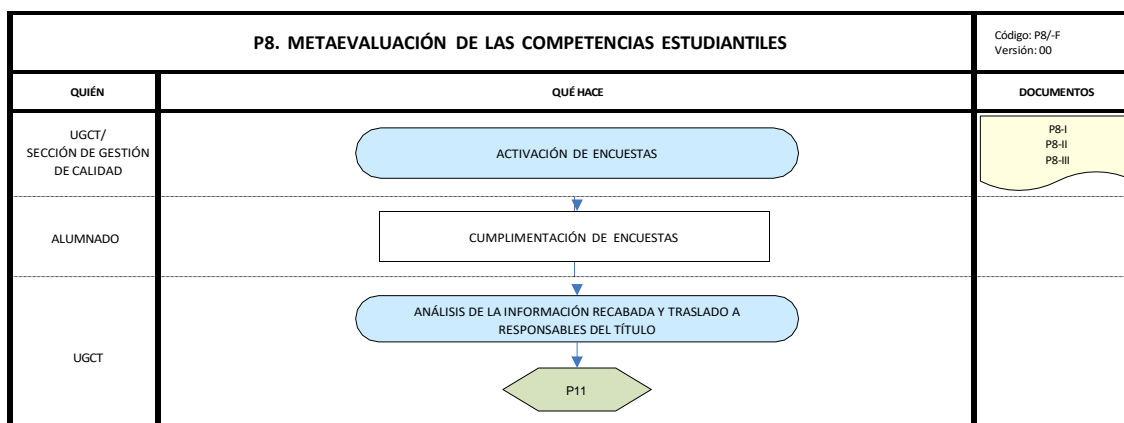 P8. METAEVALUACIÓN DE LAS COMPETENCIAS ESTUDIANTILES
Código: P8/-F
Versión: 00
QUIÉN
QUÉ HACE
DOCUMENTOS
UGCT/
SECCIÓN DE GESTIÓN
DE CALIDAD
ACTIVACIÓN DE ENCUESTAS
P8-I
P8-II
P8-III
ALUMNADO
CUMPLIMENTACIÓN DE ENCUESTAS
UGCT
ANÁLISIS DE LA INFORMACIÓN RECABADA Y TRASLADO A
RESPONSABLES DEL TÍTULO
P11